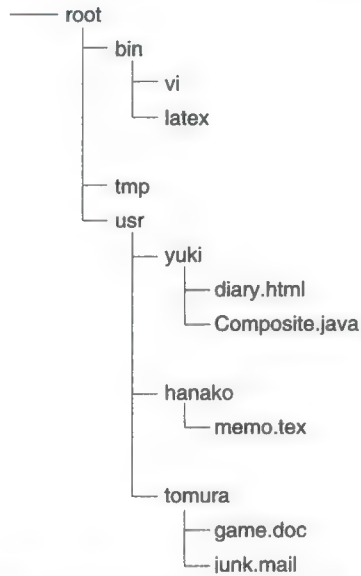 root
bin
vi
latex
tmp
usr
yuki
diary.html
Composite.java
hanako
memo.tex
tomura
game.doc
junk.mail